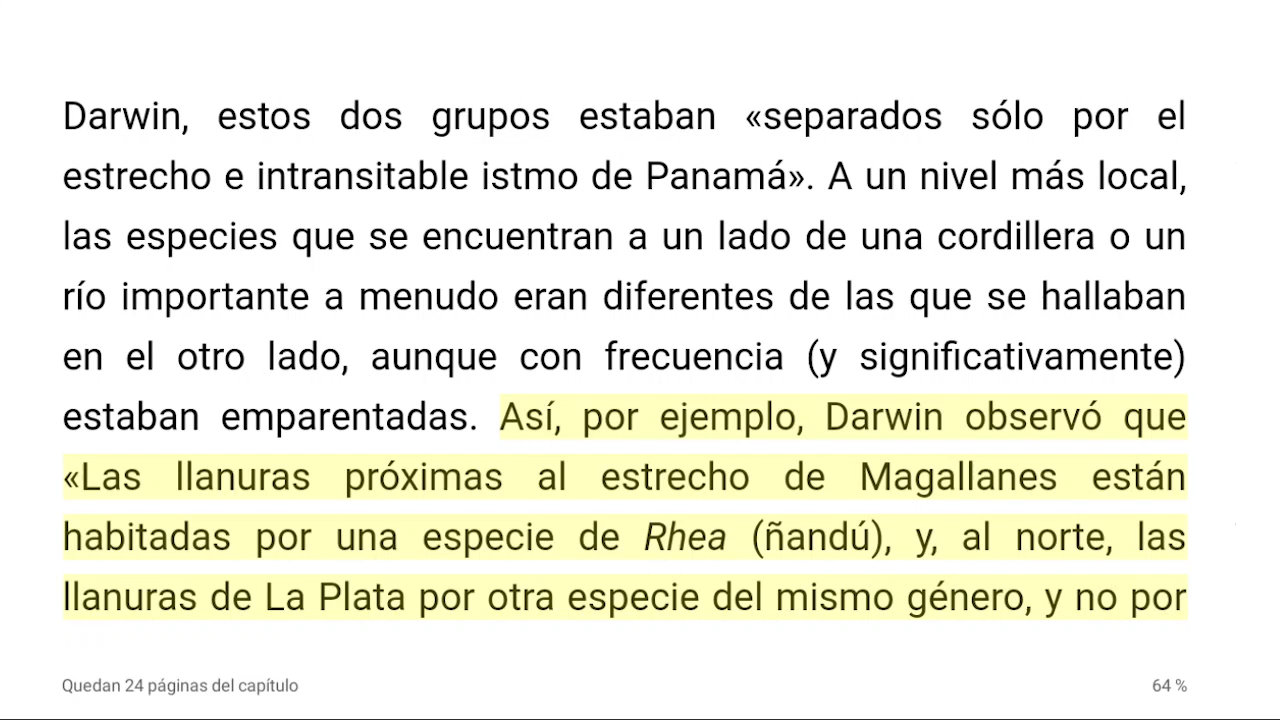 Darwin, estos dos grupos estaban «separados sólo por el
estrecho e intransitable istmo de Panamá». A un nivel más local,
las especies que se encuentran a un lado de una cordillera o un
río importante a menudo eran diferentes de las que se hallaban
en el otro lado, aunque con frecuencia (y significativamente)
estaban emparentadas. Así, por ejemplo, Darwin observó que
«Las llanuras próximas al estrecho de Magallanes están
habitadas por una especie de Rhea (ñandú), y, al norte, las
llanuras de La Plata por otra especie del mismo género, y no por
Quedan 24 páginas del capítulo
64 %